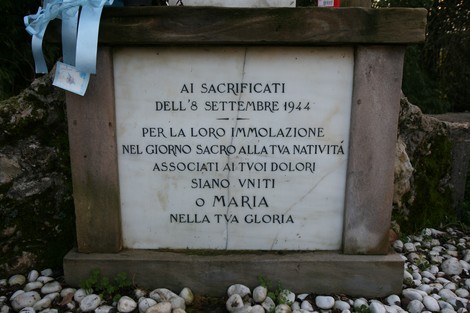 AI SACRIFICATI
DELL'8 SETTEMBRE 1944
PER LA LORO IMMOLAZIONE
NEL GIORNO SACRO ALLA TVA NATIVITÁ
ASSOCIATI AI TVOI DOLORI
SIANO VNITI
O MARIA
NELLA TVA GLORIA